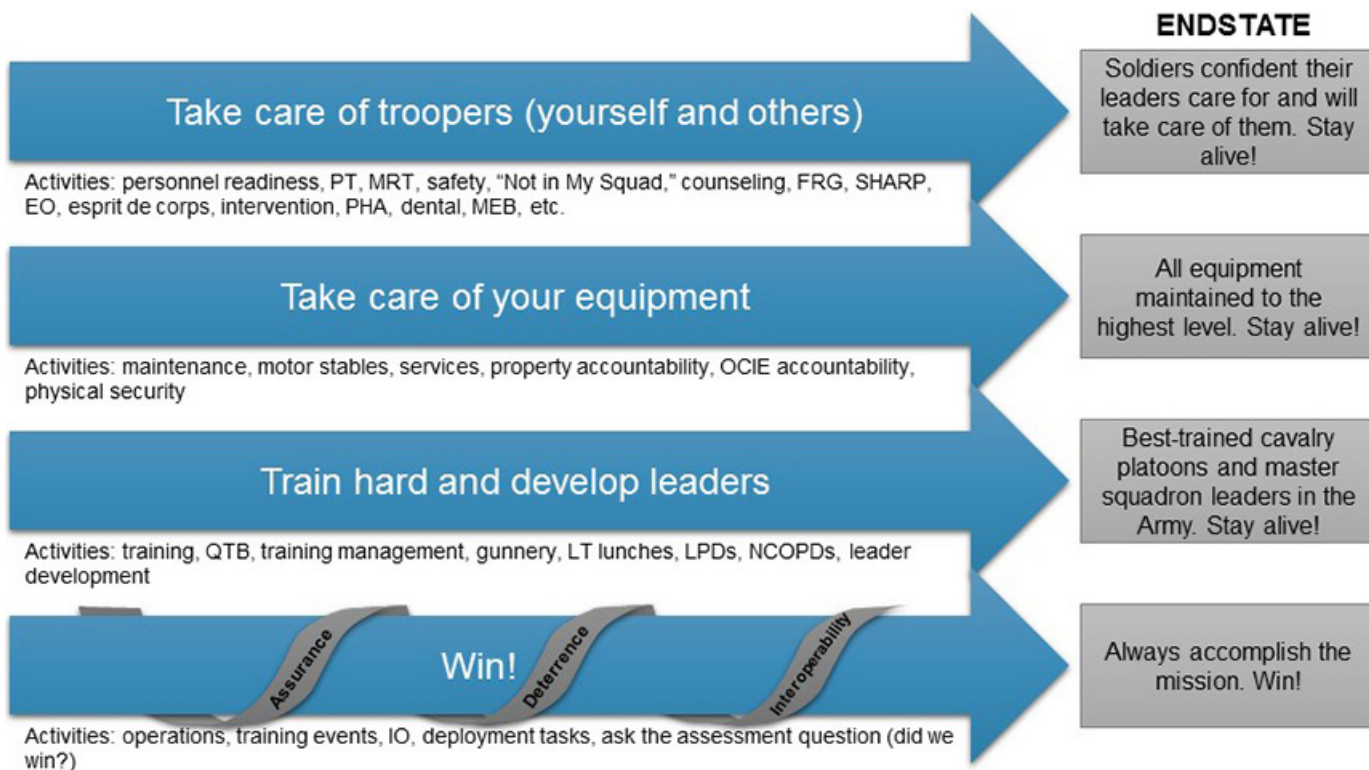 ENDSTATE
Take care of troopers (yourself and others)
Soldiers confident their
leaders care for and will
take care of them. Stay
alive!
Activities: personnel readiness, PT, MRT, safety, “Not in My Squad,” counseling, FRG, SHARP,
EO, esprit de corps, intervention, PHA, dental, MEB, etc.
Take care of your equipment
All equipment
maintained to the
highest level. Stay alive!
Activities: maintenance, motor stables, services, property accountability, OCIE accountability,
physical security
Train hard and develop leaders
Best-trained cavalry
platoons and master
squadron leaders in the
Army. Stay alive!
Activities: training, QTB, training management, gunnery, LT lunches, LPDs, NCOPDs, leader
development
Assurance
Win!
Deterrence
Interoperability
Always accomplish the
mission. Win!
Activities: operations, training events, IO, deployment tasks, ask the assessment question (did we
win?)